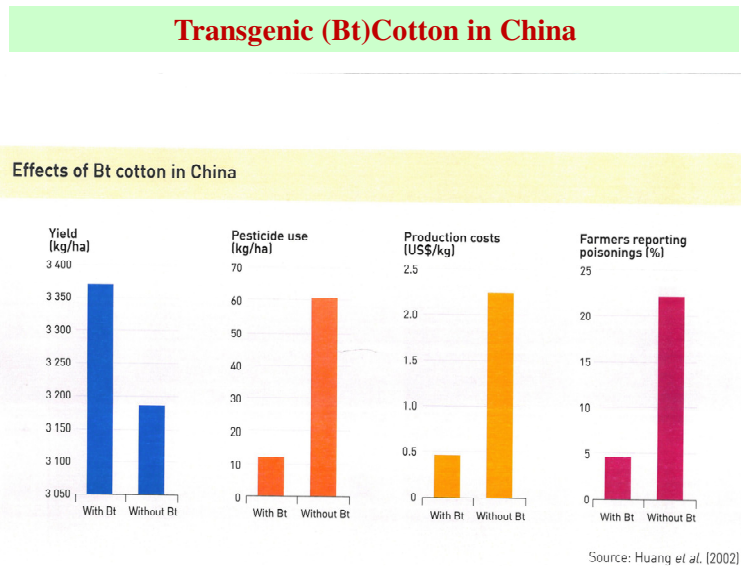 Transgenic (Bt)Cotton in China
Effects of Bt cotton in China
Yield
(kg/ha)
3 400
3 350
3 300
3 250
3 200
3 150
3 100
3 050
With Bt Without Bt
Pesticide use
(kg/ha)
70
60
50
40
30
20
10
0
With Bt Without Bt
Production costs
(US$/kg)
2.5
2.0
1.5
1.0
0.5
0
With Bt Without Bt
Farmers reporting
poisonings (%)
25
20
15
10
5
0
With Bt Without Bt
Source: Huang et al. (2002)